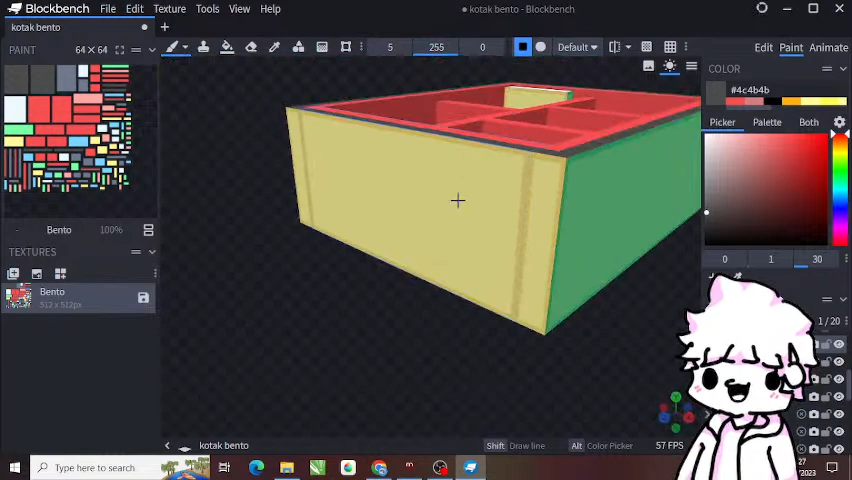 Blockbench File Edit Texture Tools View Help
kotak bento - Blockbench
kotak bento
PAINT 64 × 64
5 255 0 Default
Edit Paint Animate
COLOR
#4c4b4b
Picker Palette Both
0 1 30
Bento 100%
TEXTURES
Bento
512 x 512px
1 / 20
kotak bento
Shift Draw line Alt Color Picker 57 FPS
Type here to search
27
2023